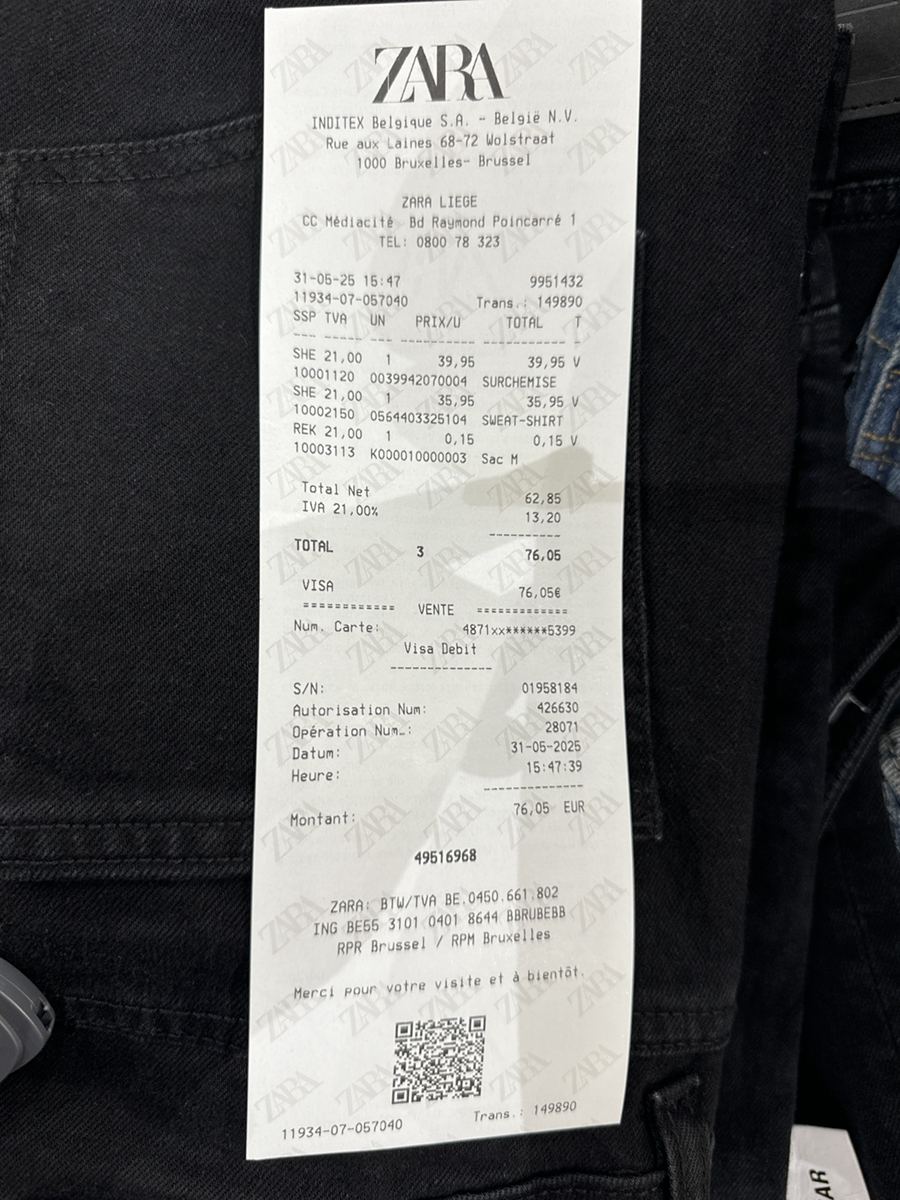 ZARA
INDITEX Belgique S.A. - België N.V.
Rue aux Laines 68-72 Wolstraat
1000 Bruxelles- Brussel
ZARA LIEGE
CC Médiacité Bd Raymond Poincarré 1
TEL: 0800 78 323
31-05-25 15:47 9951432
11934-07-057040 Trans.: 149890
SSP TVA UN PRIX/U TOTAL T
--- ----- --- ---------- ----------- -
SHE 21,00 1 39,95 39,95 V
10001120 0039942070004 SURCHEMISE
SHE 21,00 1 35,95 35,95 V
10002150 0564403325104 SWEAT-SHIRT
REK 21,00 1 0,15 0,15 V
10003113 K000010000003 Sac M
Total Net 62,85
IVA 21,00% 13,20
----------
TOTAL 3 76,05
VISA 76,05€
============ VENTE ============
Num. Carte: 4871xx******5399
Visa Debit
--------------
S/N: 01958184
Autorisation Num: 426630
Opération Num.: 28071
Datum: 31-05-2025
Heure: 15:47:39
--------------
Montant: 76,05 EUR
49516968
ZARA: BTW/TVA BE.0450.661.802
ING BE55 3101 0401 8644 BBRUBEBB
RPR Brussel / RPM Bruxelles
Merci pour votre visite et à bientôt.
11934-07-057040 Trans.: 149890
AR